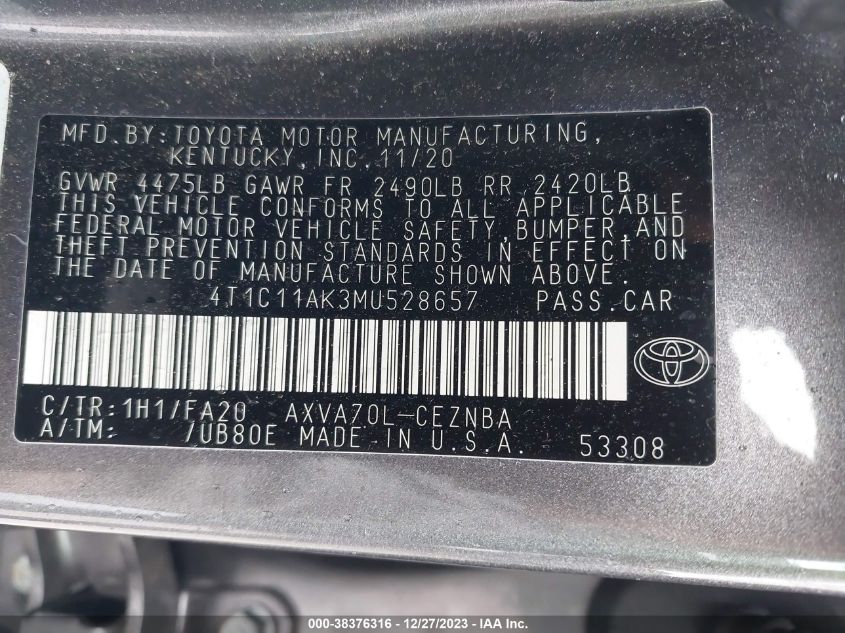 MFD.BY:TOYOTA MOTOR MANUFACTURING,
KENTUCKY,INC.11/20
GVWR 4475LB GAWR FR 2490LB RR 2420LB
THIS VEHICLE CONFORMS TO ALL APPLICABLE
FEDERAL MOTOR VEHICLE SAFETY,BUMPER,AND
THEFT PREVENTION STANDARDS IN EFFECT ON
THE DATE OF MANUFACTURE SHOWN ABOVE.
4T1C11AK3MU528657 PASS.CAR
C/TR:1H1/FA20 AXVA70L-CEZNBA
A/TM: /UB80E MADE IN U.S.A. 53308
000-38376316 - 12/27/2023 - IAAI.com